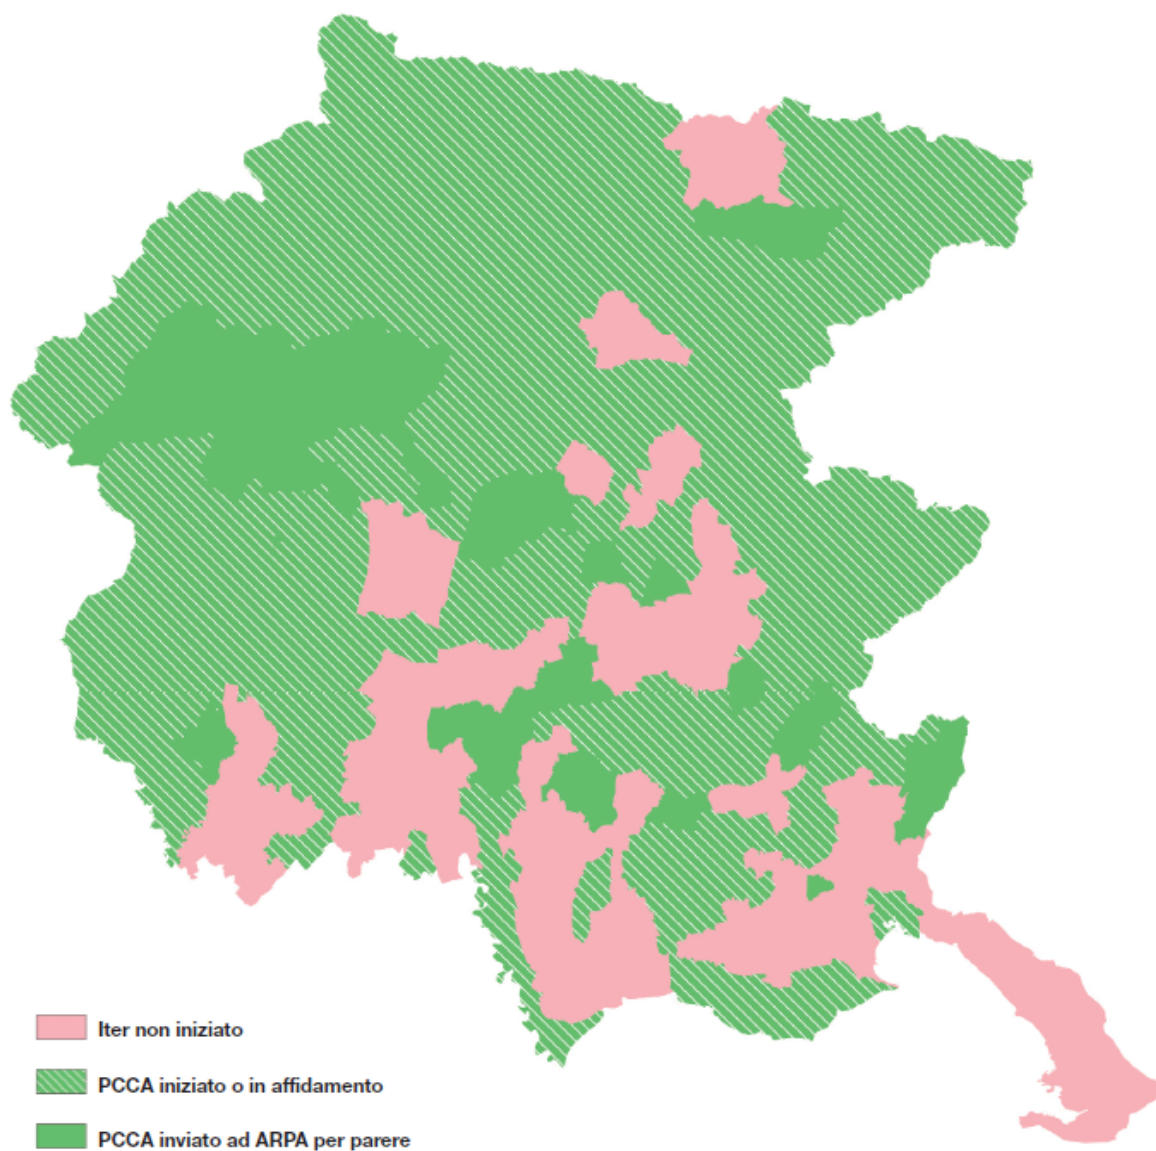 Iter non iniziato
PCCA iniziato o in affidamento
PCCA inviato ad ARPA per parere